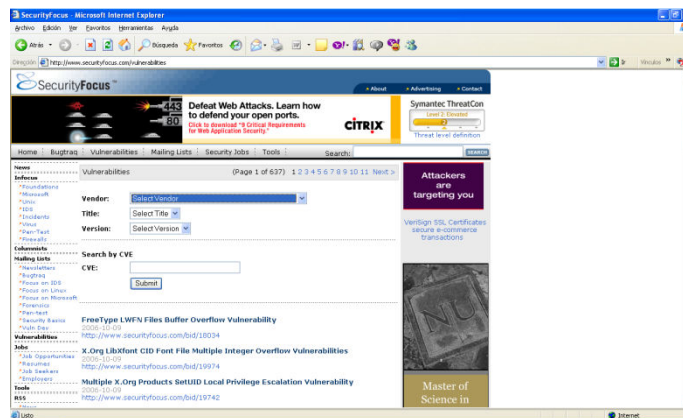 SecurityFocus - Microsoft Internet Explorer
Archivo Edición Ver Favoritos Herramientas Ayuda
Atrás Búsqueda Favoritos
Dirección http://www.securityfocus.com/vulnerabilities Ir Vínculos
SecurityFocus™
About Advertising Contact
443
80
Defeat Web Attacks. Learn how
to defend your open ports.
Click to download "9 Critical Requirements
for Web Application Security."
CITRIX
Symantec ThreatCon
Level 2: Elevated
Threat level definition
Home Bugtraq Vulnerabilities Mailing Lists Security Jobs Tools Search: SEARCH
News
Infocus
Foundations
Microsoft
Unix
IDS
Incidents
Virus
Pen-Test
Firewalls
Columnists
Mailing Lists
Newsletters
Bugtraq
Focus on IDS
Focus on Linux
Focus on Microsoft
Forensics
Pen-test
Security Basics
Vuln Dev
Vulnerabilities
Jobs
Job Opportunities
Resumes
Job Seekers
Employers
Tools
RSS
News
Vulnerabilities (Page 1 of 637) 1 2 3 4 5 6 7 8 9 10 11 Next >
Vendor: Select Vendor
Title: Select Title
Version: Select Version
Search by CVE
CVE:
Submit
FreeType LWFN Files Buffer Overflow Vulnerability
2006-10-09
http://www.securityfocus.com/bid/18034
X.Org LibXfont CID Font File Multiple Integer Overflow Vulnerabilities
2006-10-09
http://www.securityfocus.com/bid/19974
Multiple X.Org Products SetUID Local Privilege Escalation Vulnerability
2006-10-09
http://www.securityfocus.com/bid/19742
Attackers
are
targeting you
VeriSign SSL Certificates
secure e-commerce
transactions
Master of
Science in
Listo Internet